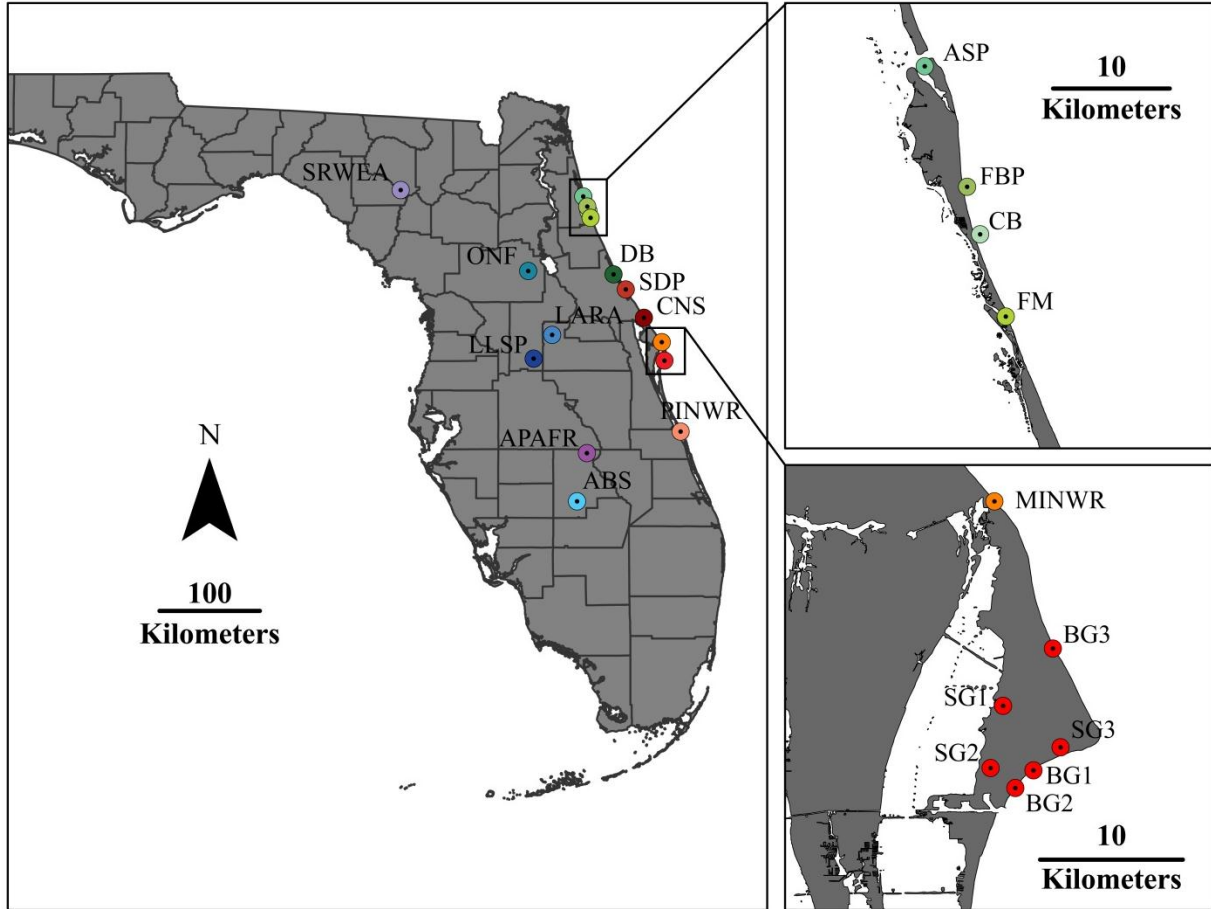 SRWEA
ONF
DB
SDP
CNS
LARA
LLSP
PINWR
APAFR
ABS
N
100
Kilometers
ASP
10
Kilometers
FBP
CB
FM
MINWR
BG3
SG1
SG3
SG2
BG1
BG2
10
Kilometers